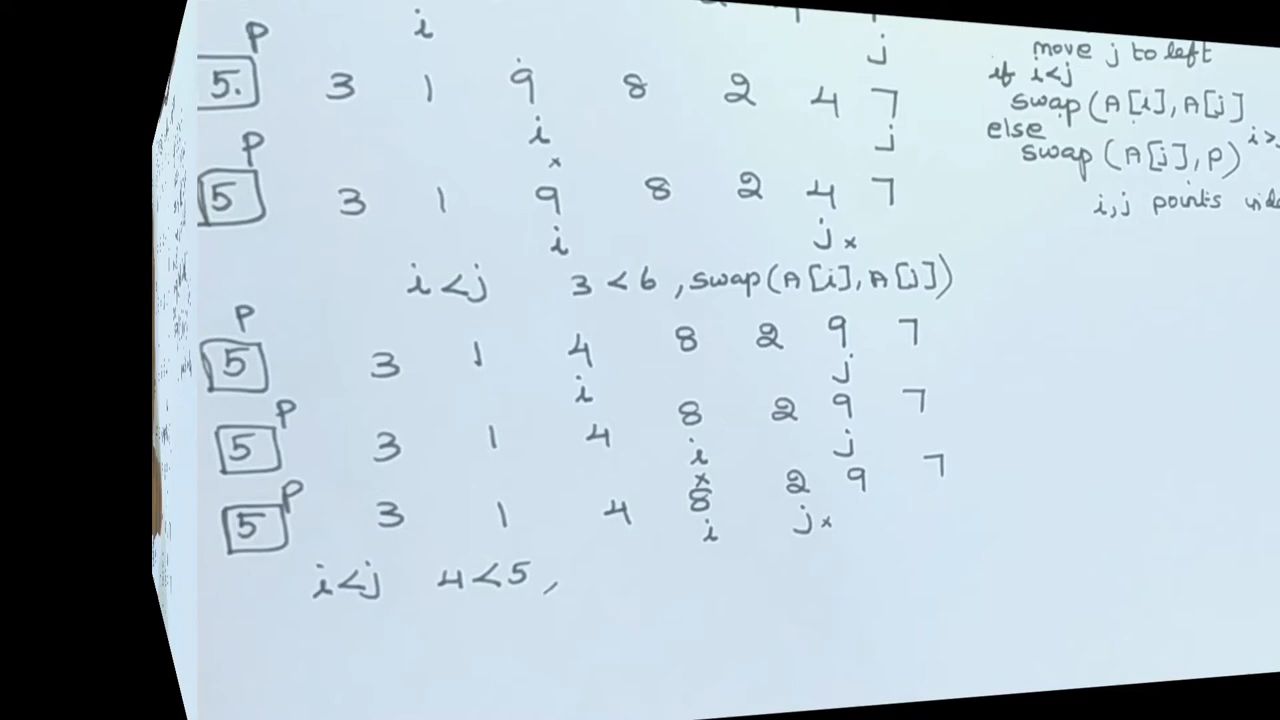 P i j
5. 3 1 9 8 2 4 7
i j
P x
5 3 1 9 8 2 4 7
i j x
i<j 3<6, swap(A[i], A[j])
P
5 3 1 4 8 2 9 7
i j
P
5 3 1 4 8 2 9 7
i j
P x
5 3 1 4 8 2 9 7
i j x
i<j 4<5,
move j to left
if i<j
swap(A[i], A[j]
else
swap(A[j], P) i>
i,j points